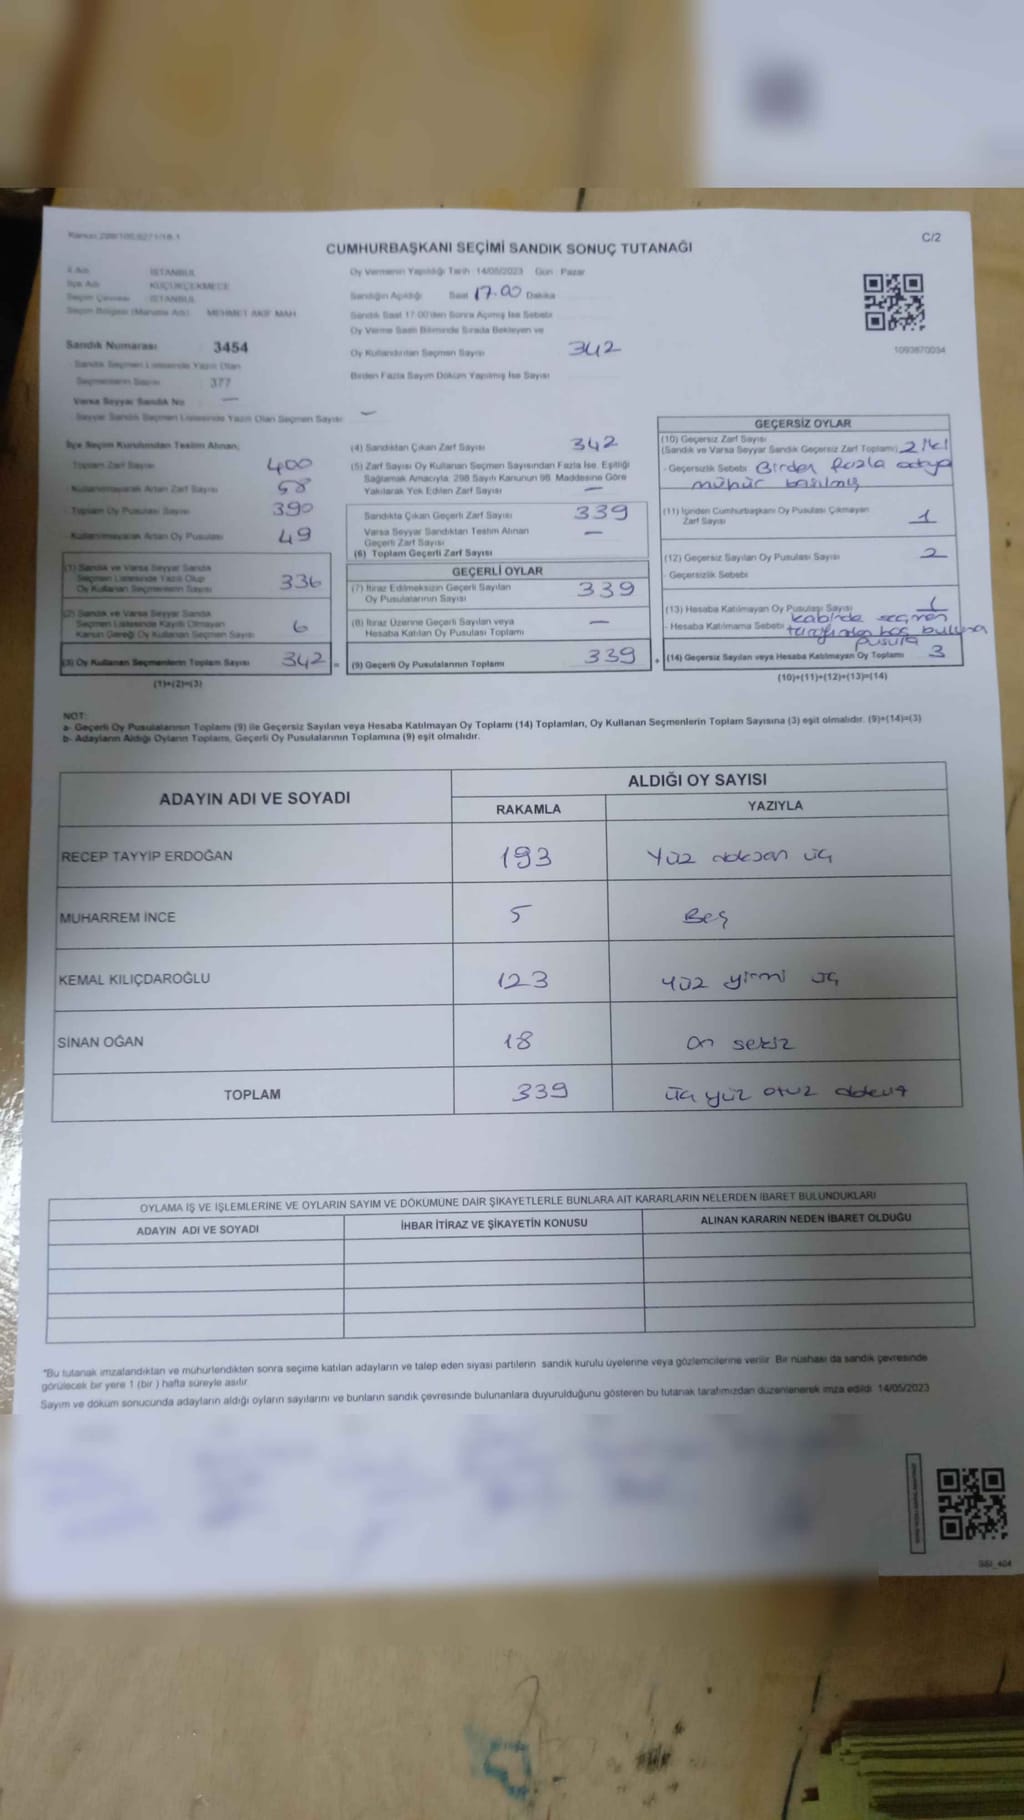 C/2
CUMHURBAŞKANI SEÇİMİ SANDIK SONUÇ TUTANAĞI
İl Adı : İSTANBUL
İlçe Adı : KÜÇÜKÇEKMECE
Seçim Çevresi : İSTANBUL
MEHMET AKİF MAH
Oy Vermenin Yapıldığı Tarih :14/05/2023 Gün : Pazar
Sandığın Açıldığı Saat 17.00 Dakika
Sandık Saat 17:00'den Sonra Açılmış İse Sebebi
Oy Verme Saati Bitiminde Sırada Bekleyen ve
Oy Kullandırılan Seçmen Sayısı 342
Birden Fazla Sayım Döküm Yapılmış İse Sayısı
1093870034
Sandık Numarası 3454
Sandık Seçmen Listesinde Yazılı Olan
Seçmenlerin Sayısı 377
Varsa Seyyar Sandık No —
Seyyar Sandık Seçmen Listesinde Yazılı Olan Seçmen Sayısı —
İlçe Seçim Kurulundan Teslim Alınan;
Toplam Zarf Sayısı 400
- Kullanılmayarak Artan Zarf Sayısı 58
Toplam Oy Pusulası Sayısı 390
- Kullanılmayarak Artan Oy Pusulası 49
(1) Sandık ve Varsa Seyyar Sandık
Seçmen Listesinde Yazılı Olup
Oy Kullanan Seçmenlerin Sayısı 336
(2) Sandık ve Varsa Seyyar Sandık
Seçmen Listesinde Kayıtlı Olmayan
Kanun Gereği Oy Kullanan Seçmen Sayısı 6
(3) Oy Kullanan Seçmenlerin Toplam Sayısı 342 =
(1)+(2)=(3)
(4) Sandıktan Çıkan Zarf Sayısı 342
(5) Zarf Sayısı Oy Kullanan Seçmen Sayısından Fazla İse, Eşitliği
Sağlamak Amacıyla, 298 Sayılı Kanunun 98. Maddesine Göre
Yakılarak Yok Edilen Zarf Sayısı —
Sandıkta Çıkan Geçerli Zarf Sayısı 339
Varsa Seyyar Sandıktan Teslim Alınan
Geçerli Zarf Sayısı —
(6) Toplam Geçerli Zarf Sayısı
GEÇERLİ OYLAR
(7) İtiraz Edilmeksizin Geçerli Sayılan
Oy Pusulalarının Sayısı 339
(8) İtiraz Üzerine Geçerli Sayılan veya
Hesaba Katılan Oy Pusulası Toplamı —
(9) Geçerli Oy Pusulalarının Toplamı 339 +
GEÇERSİZ OYLAR
(10) Geçersiz Zarf Sayısı
(Sandık ve Varsa Seyyar Sandık Geçersiz Zarf Toplamı) 2 iki
- Geçersizlik Sebebi Birden fazla
mühür basılmış
(11) İçinden Cumhurbaşkanı Oy Pusulası Çıkmayan
Zarf Sayısı 1
(12) Geçersiz Sayılan Oy Pusulası Sayısı 2
- Geçersizlik Sebebi
(13) Hesaba Katılmayan Oy Pusulası Sayısı 1
- Hesaba Katılmama Sebebi kabinde seçmen
tarafından boş buluna
pusula
(14) Geçersiz Sayılan veya Hesaba Katılmayan Oy Toplamı 3
(10)+(11)+(12)+(13)=(14)
NOT:
a- Geçerli Oy Pusulalarının Toplamı (9) ile Geçersiz Sayılan veya Hesaba Katılmayan Oy Toplamı (14) Toplamları, Oy Kullanan Seçmenlerin Toplam Sayısına (3) eşit olmalıdır. (9)+(14)=(3)
b- Adayların Aldığı Oyların Toplamı, Geçerli Oy Pusulalarının Toplamına (9) eşit olmalıdır.
ADAYIN ADI VE SOYADI
ALDIĞI OY SAYISI
RAKAMLA YAZIYLA
RECEP TAYYİP ERDOĞAN 193 Yüz doksan üç
MUHARREM İNCE 5 Beş
KEMAL KILIÇDAROĞLU 123 yüz yirmi üç
SİNAN OĞAN 18 on sekiz
TOPLAM 339 üç yüz otuz dokuz
OYLAMA İŞ VE İŞLEMLERİNE VE OYLARIN SAYIM VE DÖKÜMÜNE DAİR ŞİKAYETLERLE BUNLARA AİT KARARLARIN NELERDEN İBARET BULUNDUKLARI
ADAYIN ADI VE SOYADI İHBAR İTİRAZ VE ŞİKAYETİN KONUSU ALINAN KARARIN NEDEN İBARET OLDUĞU
*Bu tutanak imzalandıktan ve mühürlendikten sonra seçime katılan adayların ve talep eden siyasi partilerin sandık kurulu üyelerine veya gözlemcilerine verilir. Bir nüshası da sandık çevresinde
görülecek bir yere 1 (bir ) hafta süreyle asılır.
Sayım ve döküm sonucunda adayların aldığı oyların sayılarını ve bunların sandık çevresinde bulunanlara duyurulduğunu gösteren bu tutanak tarafımızdan düzenlenerek imza edildi. 14/05/2023